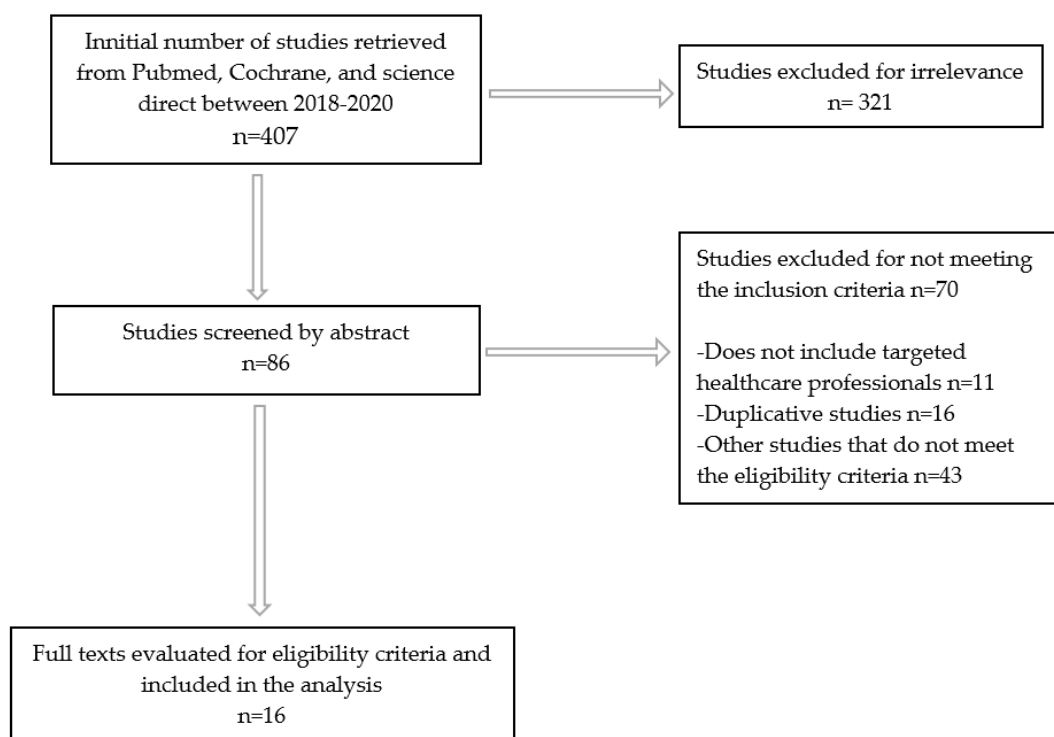 Innitial number of studies retrieved
from Pubmed, Cochrane, and science
direct between 2018-2020
n=407
Studies excluded for irrelevance
n= 321
Studies screened by abstract
n=86
Studies excluded for not meeting
the inclusion criteria n=70
-Does not include targeted
healthcare professionals n=11
-Duplicative studies n=16
-Other studies that do not meet
the eligibility criteria n=43
Full texts evaluated for eligibility criteria and
included in the analysis
n=16